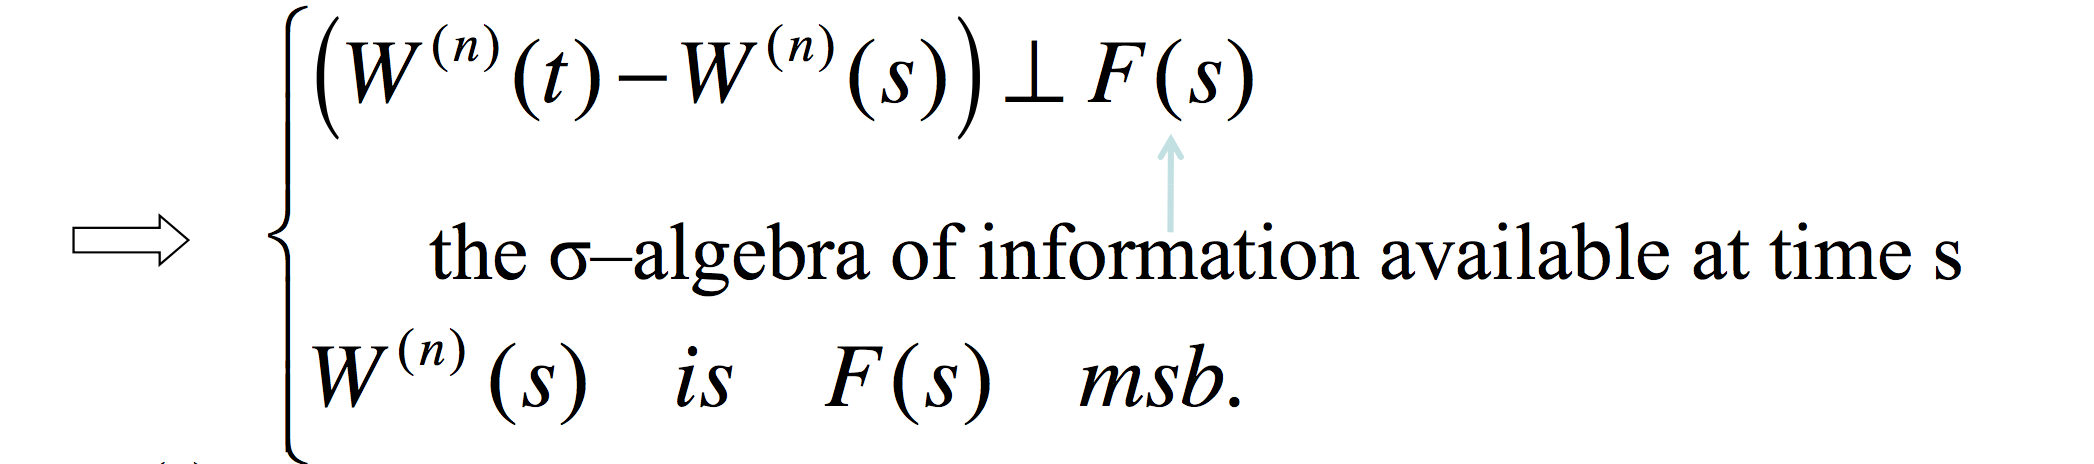 ⇒ { (W⁽ⁿ⁾(t) – W⁽ⁿ⁾(s)) ⊥ F(s)
the σ–algebra of information available at time s
W⁽ⁿ⁾(s) is F(s) msb.